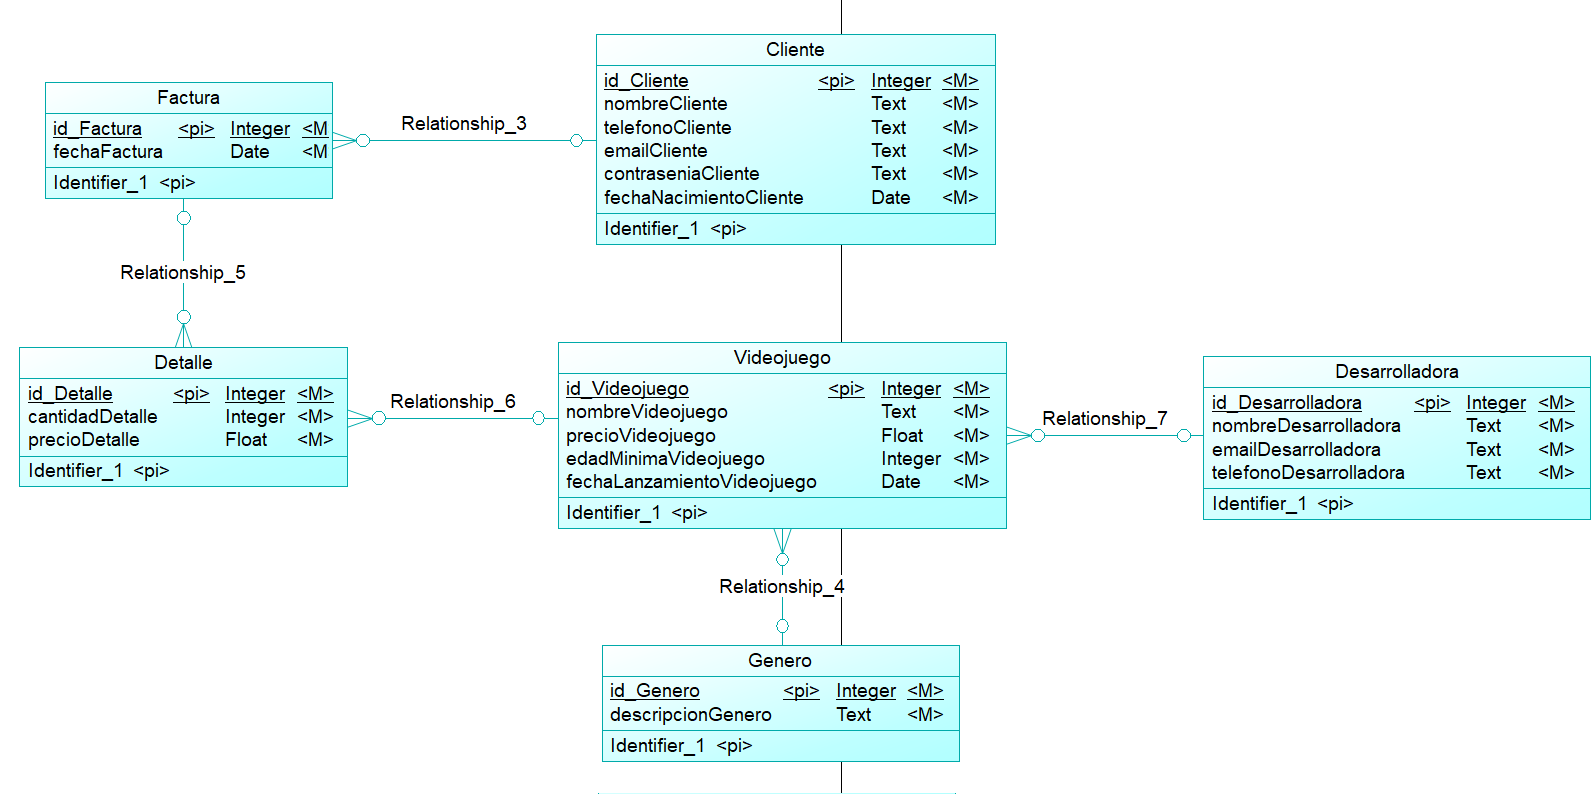 Cliente
id_Cliente <pi> Integer <M>
nombreCliente Text <M>
telefonoCliente Text <M>
emailCliente Text <M>
contraseniaCliente Text <M>
fechaNacimientoCliente Date <M>
Identifier_1 <pi>
Factura
id_Factura <pi> Integer <M
fechaFactura Date <M
Identifier_1 <pi>
Relationship_3
Relationship_5
Detalle
id_Detalle <pi> Integer <M>
cantidadDetalle Integer <M>
precioDetalle Float <M>
Identifier_1 <pi>
Relationship_6
Videojuego
id_Videojuego <pi> Integer <M>
nombreVideojuego Text <M>
precioVideojuego Float <M>
edadMinimaVideojuego Integer <M>
fechaLanzamientoVideojuego Date <M>
Identifier_1 <pi>
Relationship_7
Desarrolladora
id_Desarrolladora <pi> Integer <M>
nombreDesarrolladora Text <M>
emailDesarrolladora Text <M>
telefonoDesarrolladora Text <M>
Identifier_1 <pi>
Relationship_4
Genero
id_Genero <pi> Integer <M>
descripcionGenero Text <M>
Identifier_1 <pi>